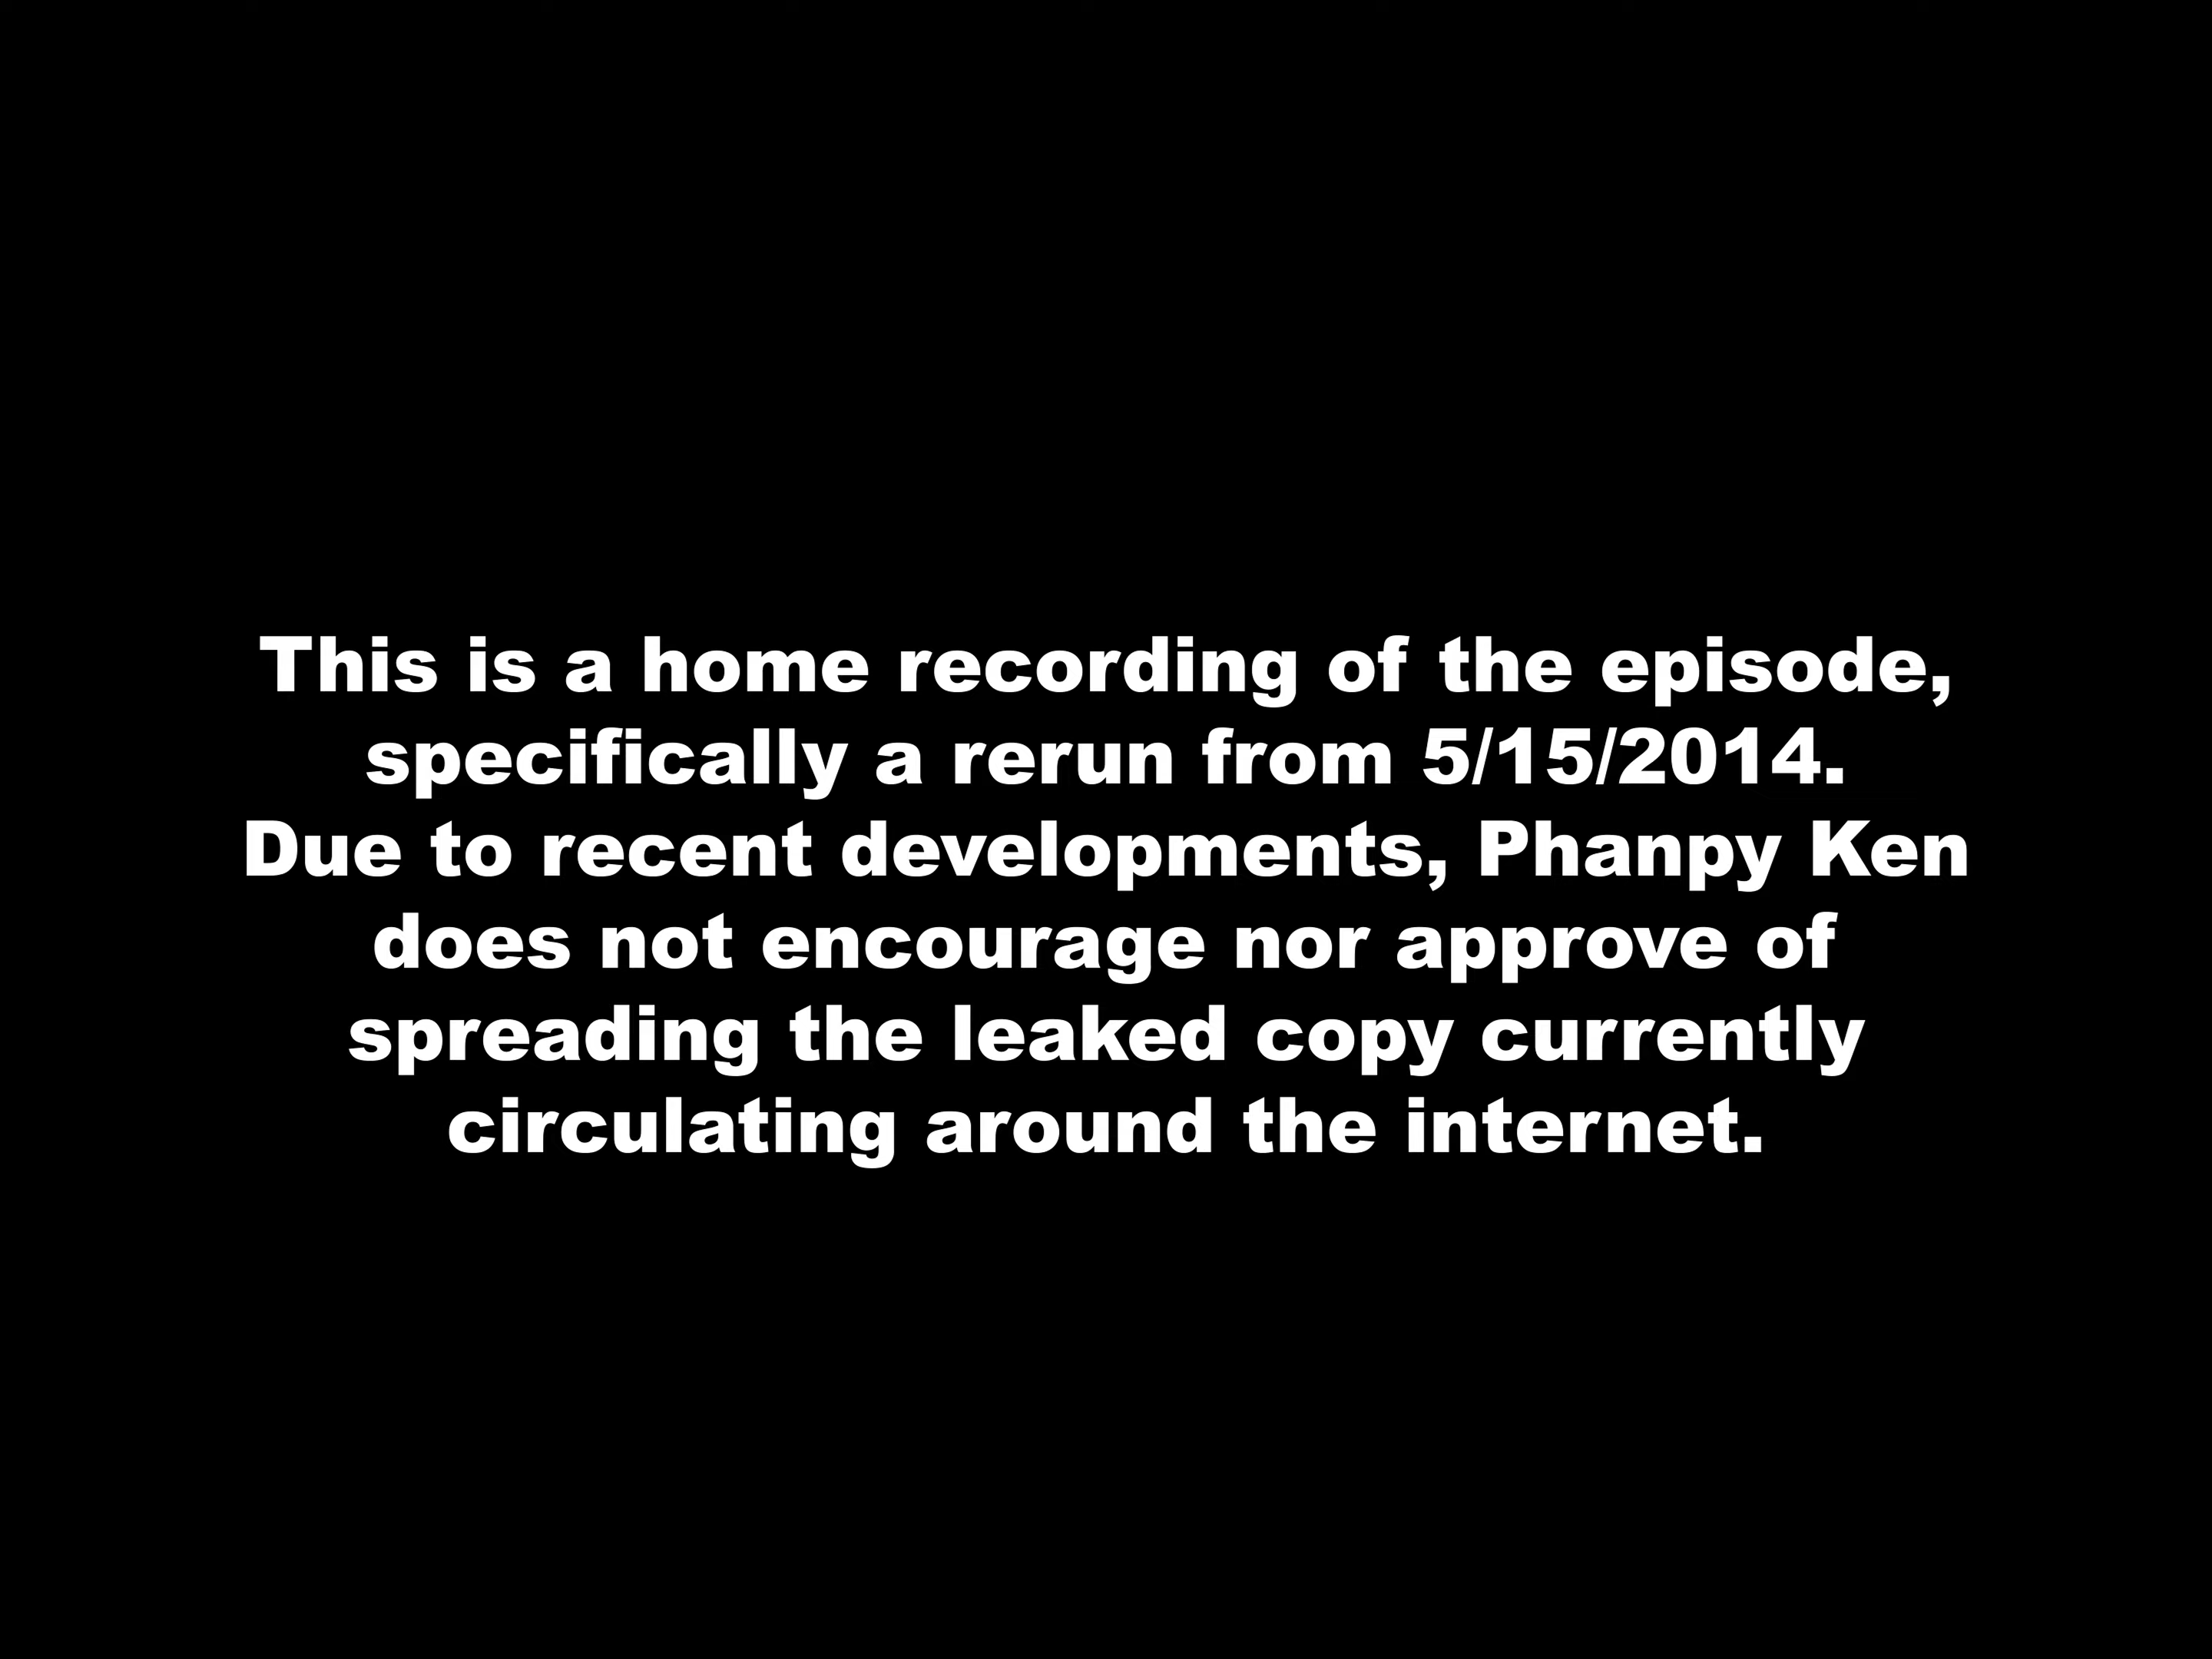 This is a home recording of the episode,
specifically a rerun from 5/15/2014.
Due to recent developments, Phanpy Ken
does not encourage nor approve of
spreading the leaked copy currently
circulating around the internet.